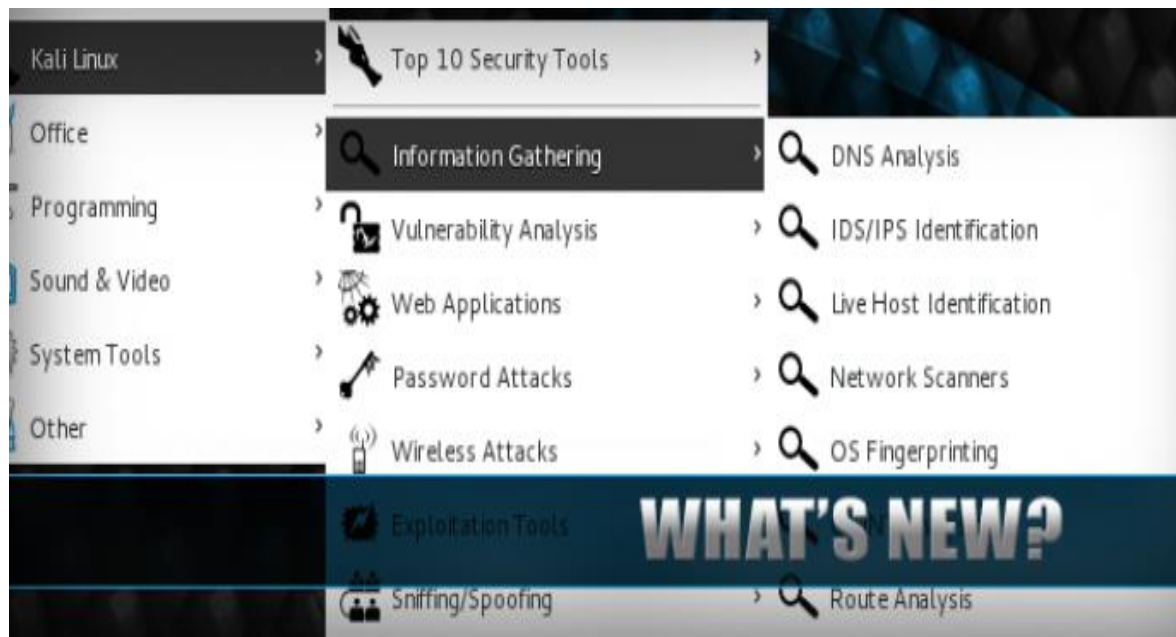 Kali Linux
Office
Programming
Sound & Video
System Tools
Other
Top 10 Security Tools
Information Gathering
Vulnerability Analysis
Web Applications
Password Attacks
Wireless Attacks
Exploitation Tools
Sniffing/Spoofing
DNS Analysis
IDS/IPS Identification
Live Host Identification
Network Scanners
OS Fingerprinting
Route Analysis
WHAT'S NEW?